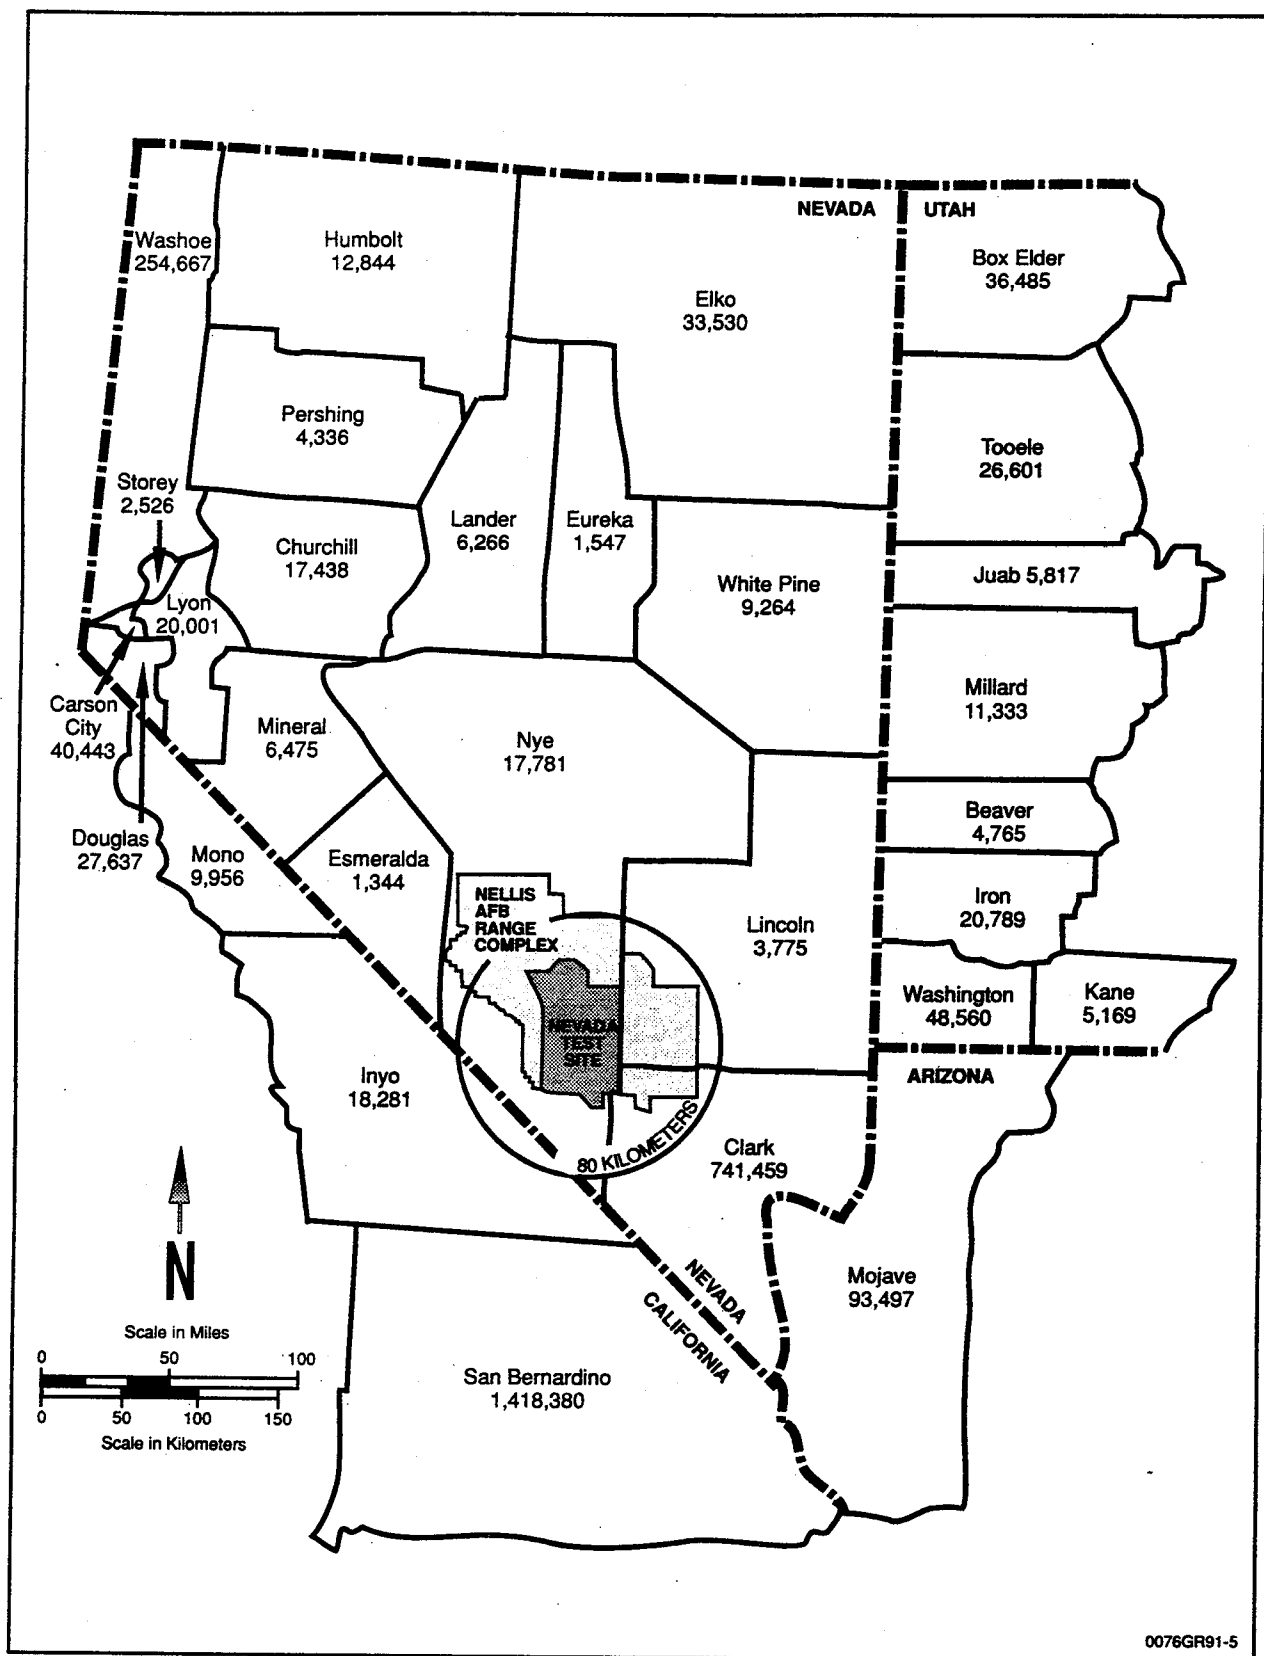 NEVADA
UTAH
Washoe
254,667
Humbolt
12,844
Box Elder
36,485
Elko
33,530
Pershing
4,336
Tooele
26,601
Storey
2,526
Lander
6,266
Eureka
1,547
Churchill
17,438
Juab 5,817
White Pine
9,264
Lyon
20,001
Millard
11,333
Carson
City
40,443
Mineral
6,475
Nye
17,781
Beaver
4,765
Douglas
27,637
Mono
9,956
Esmeralda
1,344
NELLIS
AFB
RANGE
COMPLEX
Iron
20,789
Lincoln
3,775
Washington
48,560
Kane
5,169
NEVADA
TEST
SITE
ARIZONA
Inyo
18,281
80 KILOMETERS
Clark
741,459
N
Mojave
93,497
NEVADA
CALIFORNIA
Scale in Miles
0 50 100
0 50 100 150
Scale in Kilometers
San Bernardino
1,418,380
0076GR91-5